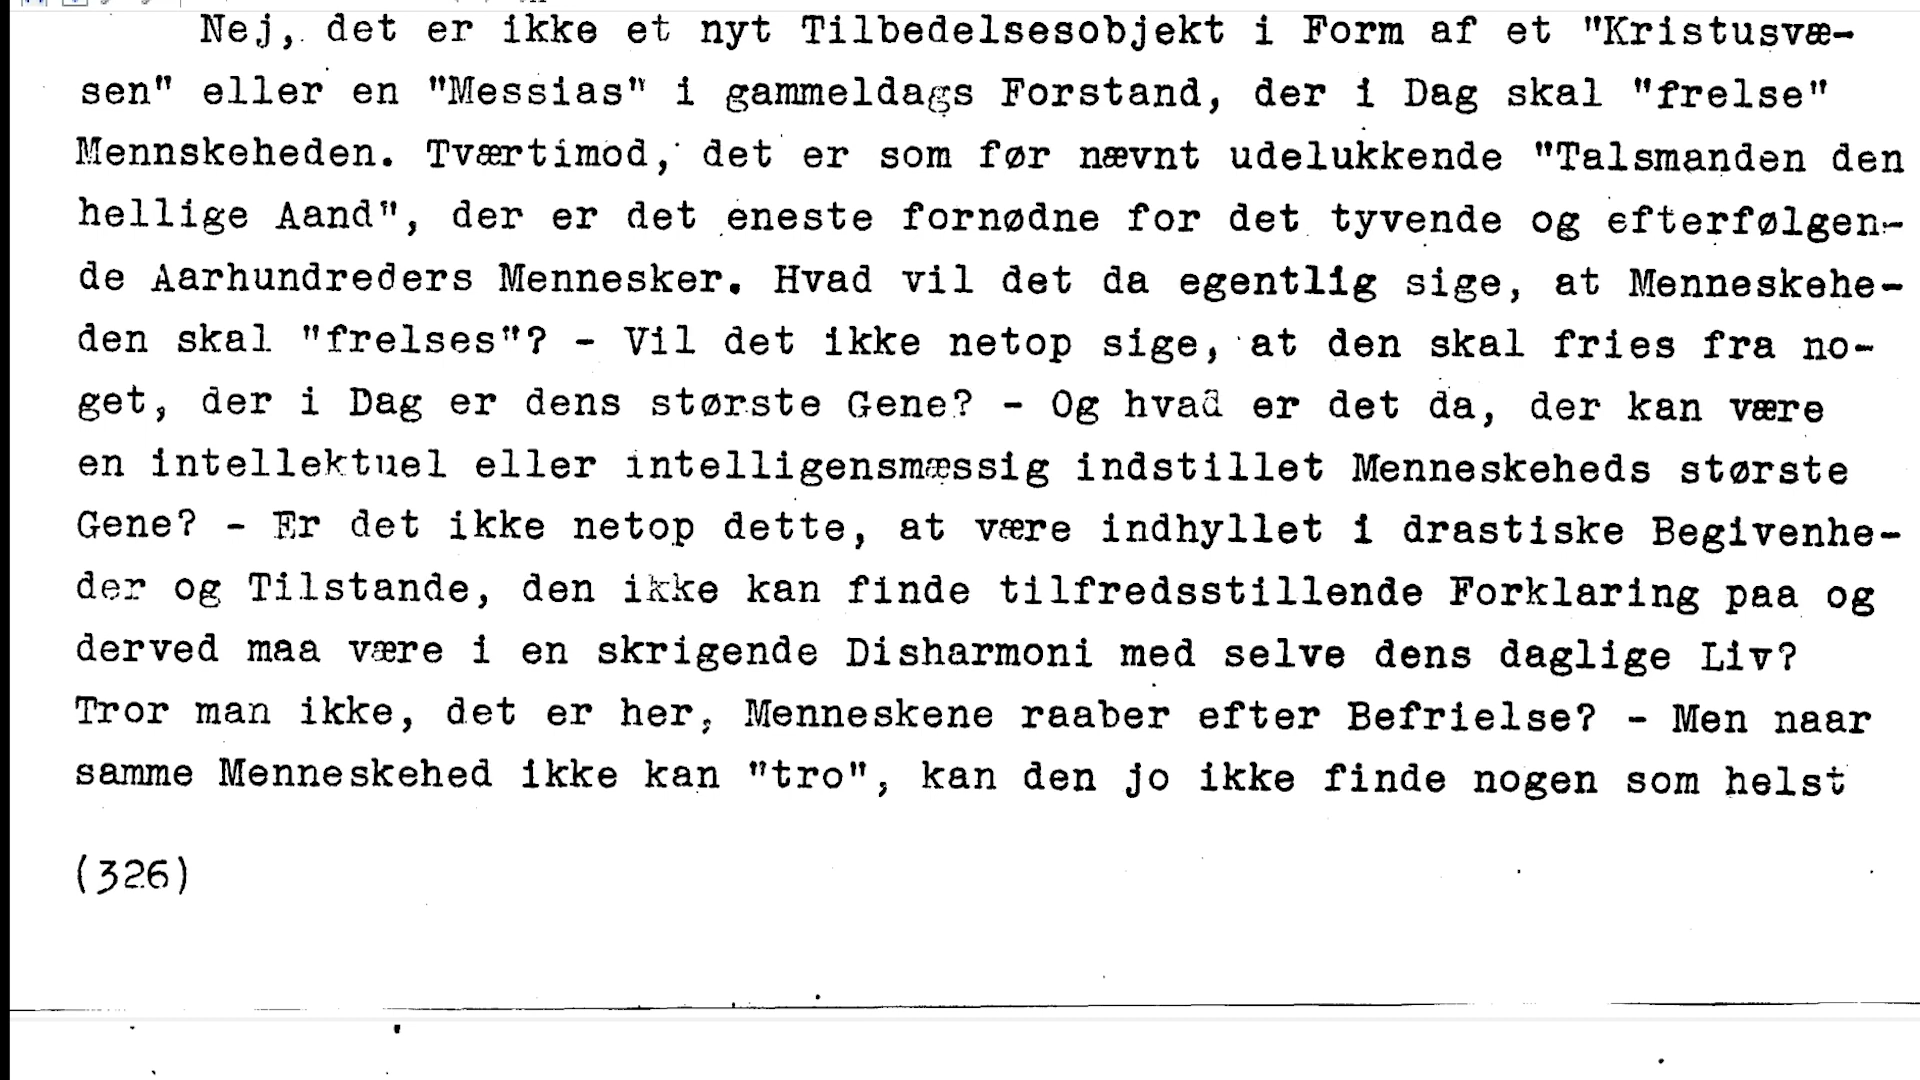 Nej, det er ikke et nyt Tilbedelsesobjekt i Form af et "Kristusvæ-
sen" eller en "Messias" i gammeldags Forstand, der i Dag skal "frelse"
Mennskeheden. Tværtimod, det er som før nævnt udelukkende "Talsmanden den
hellige Aand", der er det eneste fornødne for det tyvende og efterfølgen-
de Aarhundreders Mennesker. Hvad vil det da egentlig sige, at Menneskehe-
den skal "frelses"? - Vil det ikke netop sige, at den skal fries fra no-
get, der i Dag er dens største Gene? - Og hvad er det da, der kan være
en intellektuel eller intelligensmæssig indstillet Menneskeheds største
Gene? - Er det ikke netop dette, at være indhyllet i drastiske Begivenhe-
der og Tilstande, den ikke kan finde tilfredsstillende Forklaring paa og
derved maa være i en skrigende Disharmoni med selve dens daglige Liv?
Tror man ikke, det er her, Menneskene raaber efter Befrielse? - Men naar
samme Menneskehed ikke kan "tro", kan den jo ikke finde nogen som helst
(326)